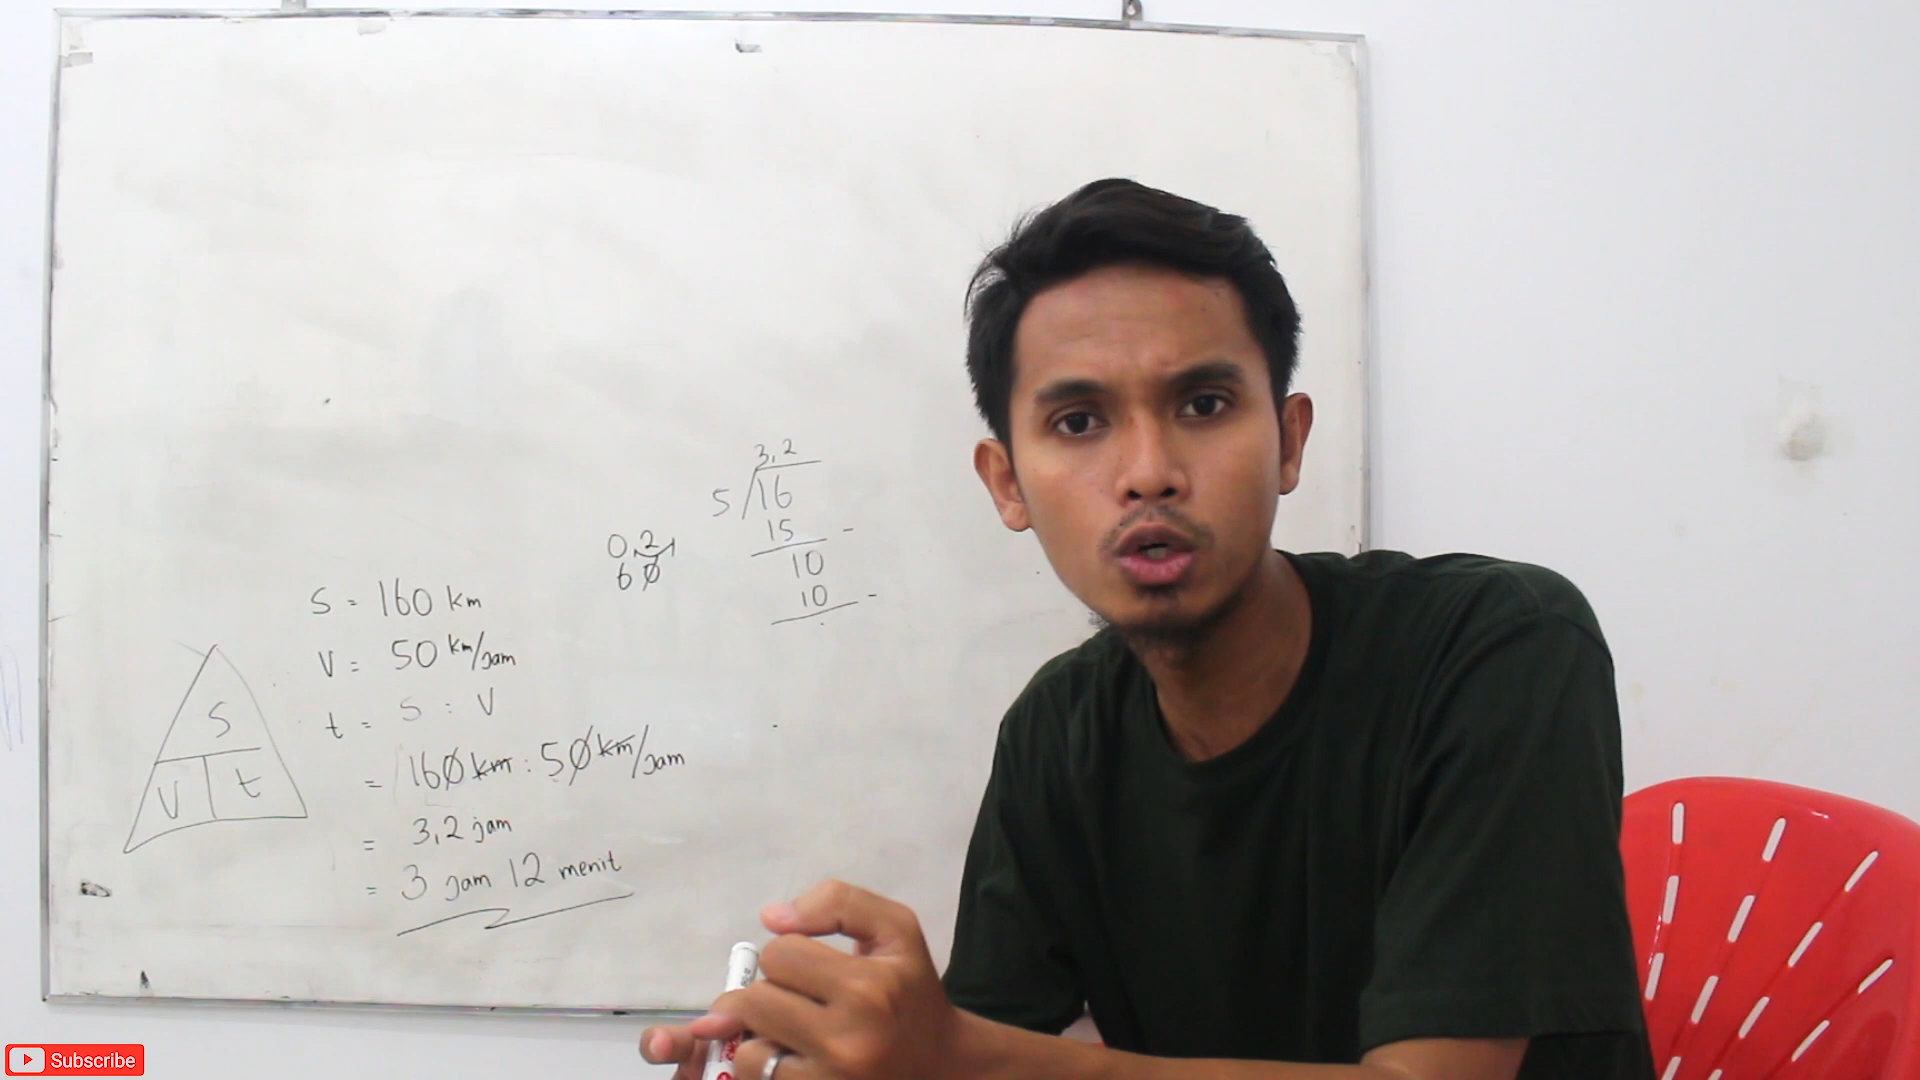 3,2
5 16
15 -
10
10 -
0,2
60
S = 160 km
V = 50 km/jam
t = S : V
= 160 km : 50 km/jam
= 3,2 jam
= 3 jam 12 menit
S
V t
Subscribe